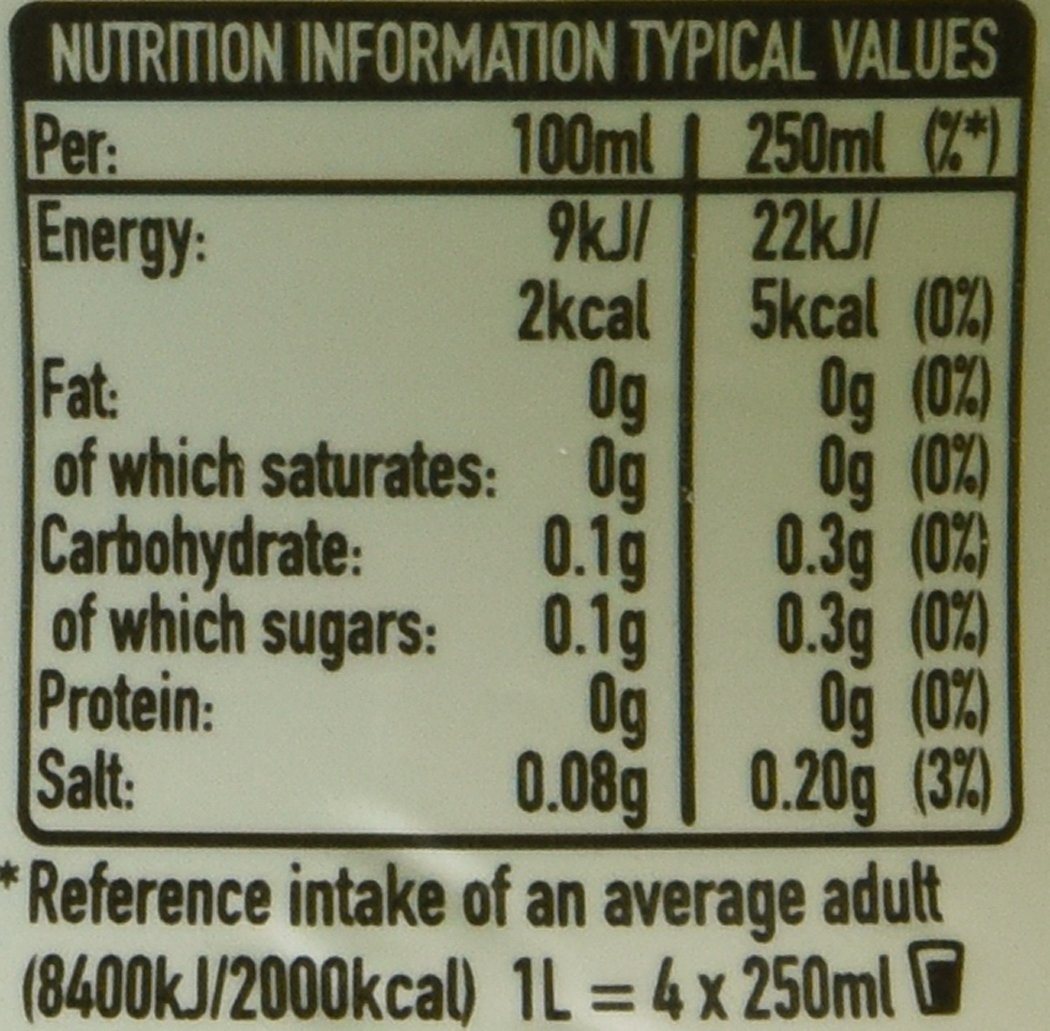 NUTRITION INFORMATION TYPICAL VALUES
Per: 100ml 250ml (%*)
Energy: 9kJ/ 22kJ/
2kcal 5kcal (0%)
Fat: 0g 0g (0%)
of which saturates: 0g 0g (0%)
Carbohydrate: 0.1g 0.3g (0%)
of which sugars: 0.1g 0.3g (0%)
Protein: 0g 0g (0%)
Salt: 0.08g 0.20g (3%)
*Reference intake of an average adult
(8400kJ/2000kcal) 1L = 4 x 250ml